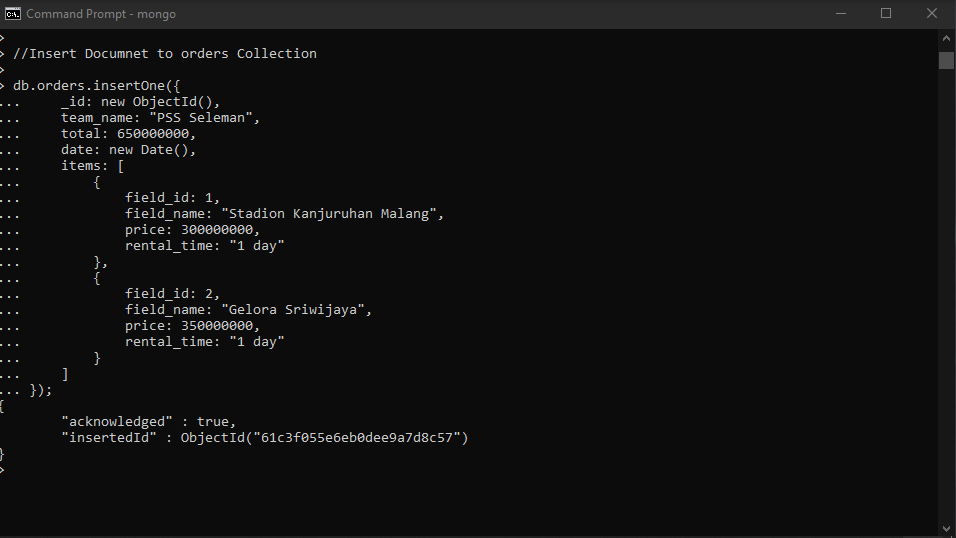 Command Prompt - mongo
>
> //Insert Documnet to orders Collection
>
> db.orders.insertOne({
...     _id: new ObjectId(),
...     team_name: "PSS Seleman",
...     total: 650000000,
...     date: new Date(),
...     items: [
...         {
...             field_id: 1,
...             field_name: "Stadion Kanjuruhan Malang",
...             price: 300000000,
...             rental_time: "1 day"
...         },
...         {
...             field_id: 2,
...             field_name: "Gelora Sriwijaya",
...             price: 350000000,
...             rental_time: "1 day"
...         }
...     ]
... });
{
        "acknowledged" : true,
        "insertedId" : ObjectId("61c3f055e6eb0dee9a7d8c57")
}
>